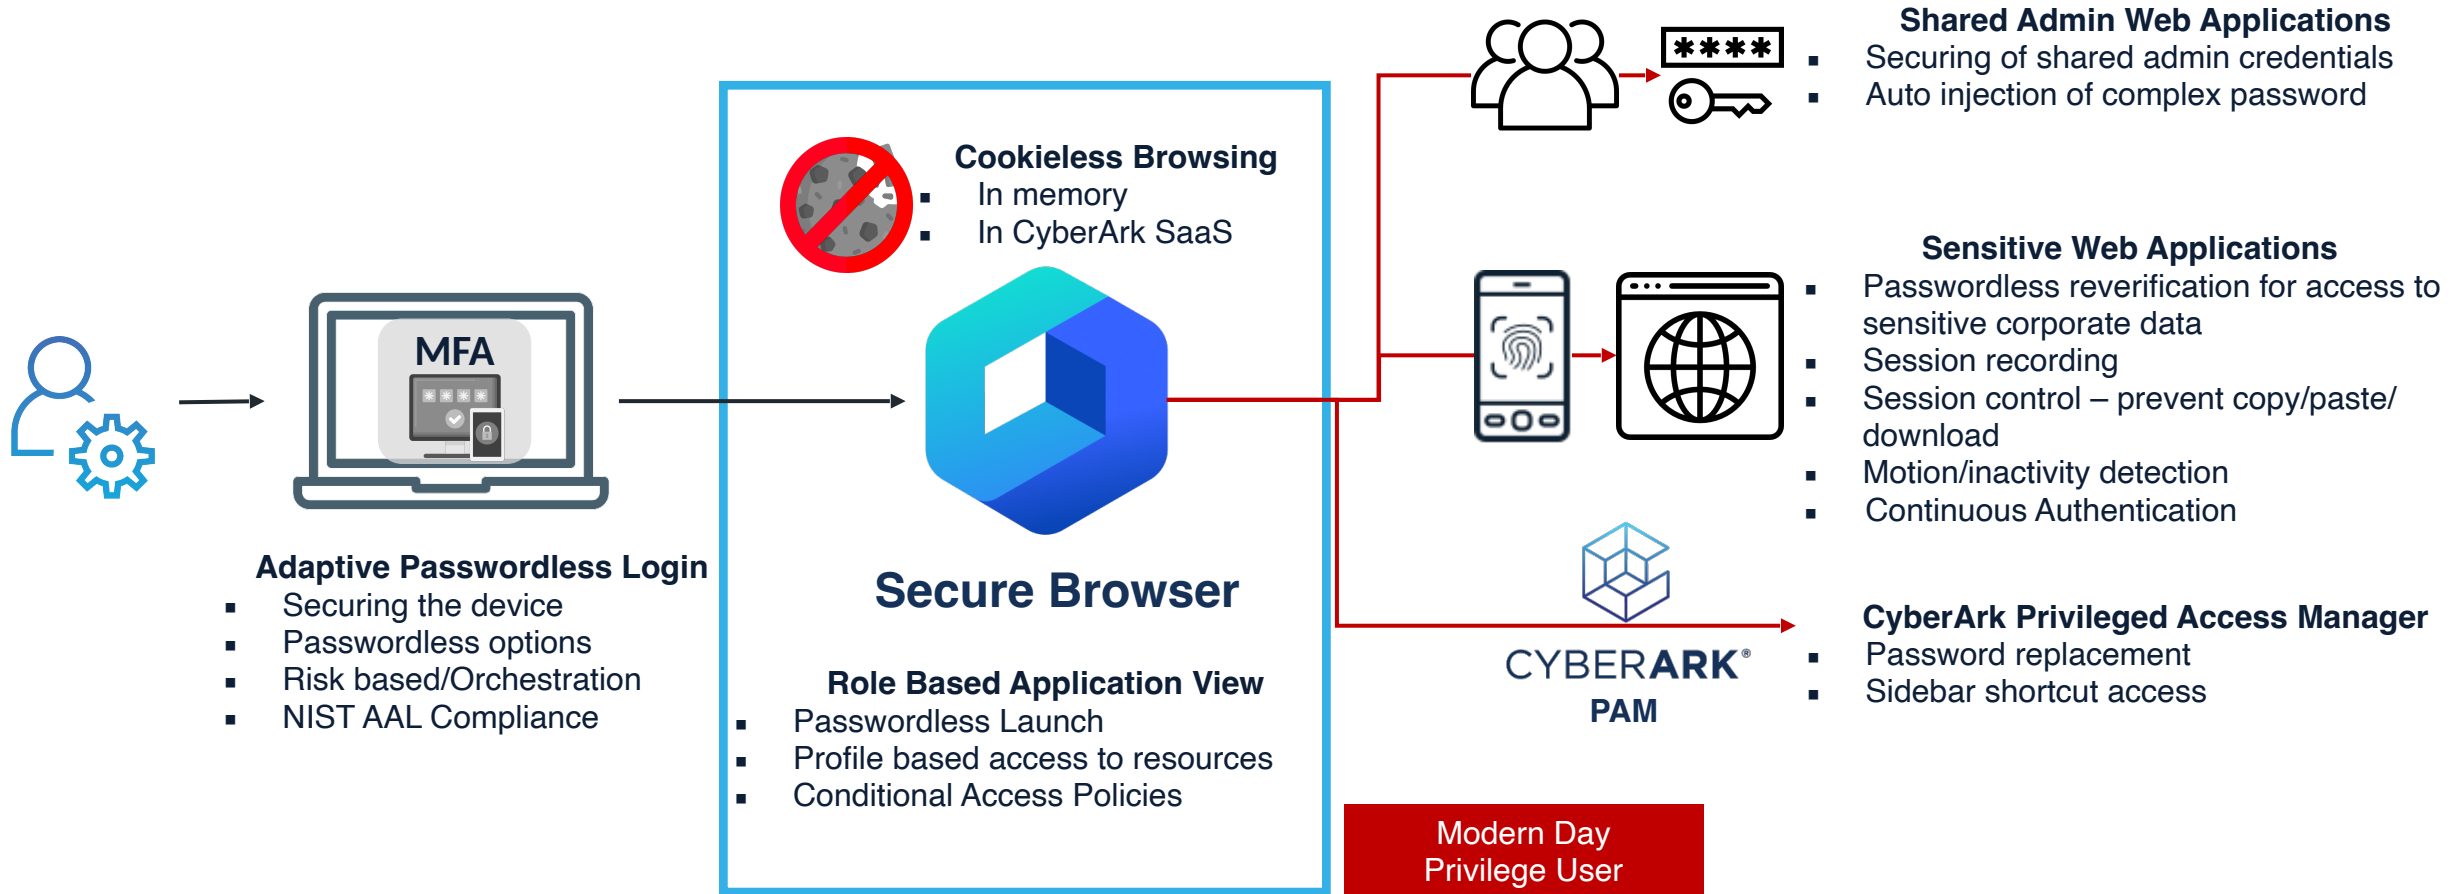 Shared Admin Web Applications
▪ Securing of shared admin credentials
▪ Auto injection of complex password
****
Cookieless Browsing
▪ In memory
▪ In CyberArk SaaS
Sensitive Web Applications
▪ Passwordless reverification for access to
sensitive corporate data
▪ Session recording
▪ Session control – prevent copy/paste/
download
▪ Motion/inactivity detection
▪ Continuous Authentication
MFA
****
Adaptive Passwordless Login
▪ Securing the device
▪ Passwordless options
▪ Risk based/Orchestration
▪ NIST AAL Compliance
Secure Browser
Role Based Application View
▪ Passwordless Launch
▪ Profile based access to resources
▪ Conditional Access Policies
CYBERARK®
PAM
CyberArk Privileged Access Manager
▪ Password replacement
▪ Sidebar shortcut access
Modern Day
Privilege User